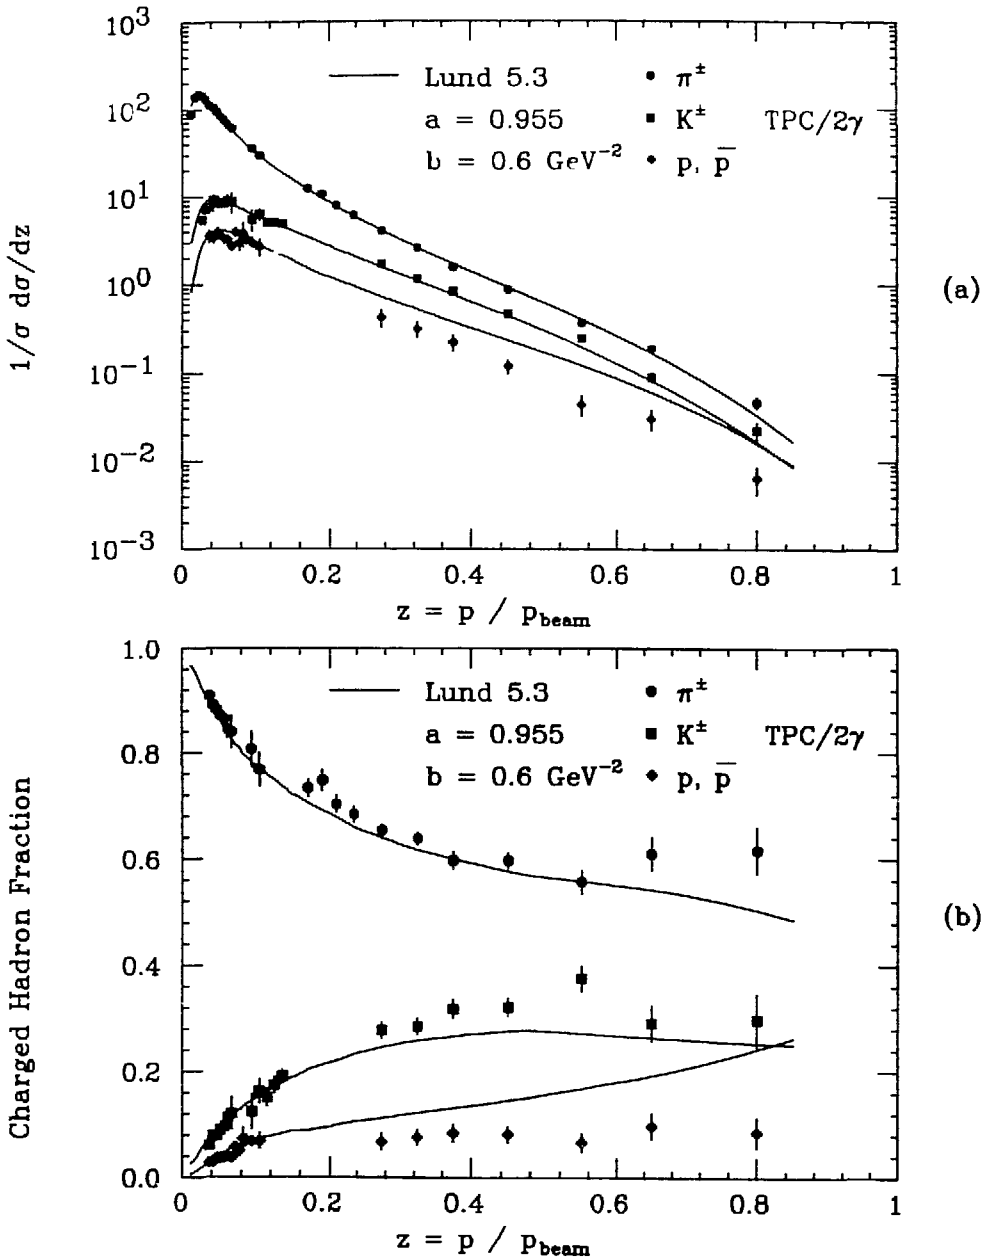 10³
10²
10¹
10⁰
10⁻¹
10⁻²
10⁻³
1/σ dσ/dz
Lund 5.3
a = 0.955
b = 0.6 GeV⁻²
π±
K±
p, p̅
TPC/2γ
(a)
0 0.2 0.4 0.6 0.8 1
z = p / p_beam
1.0
0.8
0.6
0.4
0.2
0.0
Charged Hadron Fraction
Lund 5.3
a = 0.955
b = 0.6 GeV⁻²
π±
K±
p, p̅
TPC/2γ
(b)
0 0.2 0.4 0.6 0.8 1
z = p / p_beam